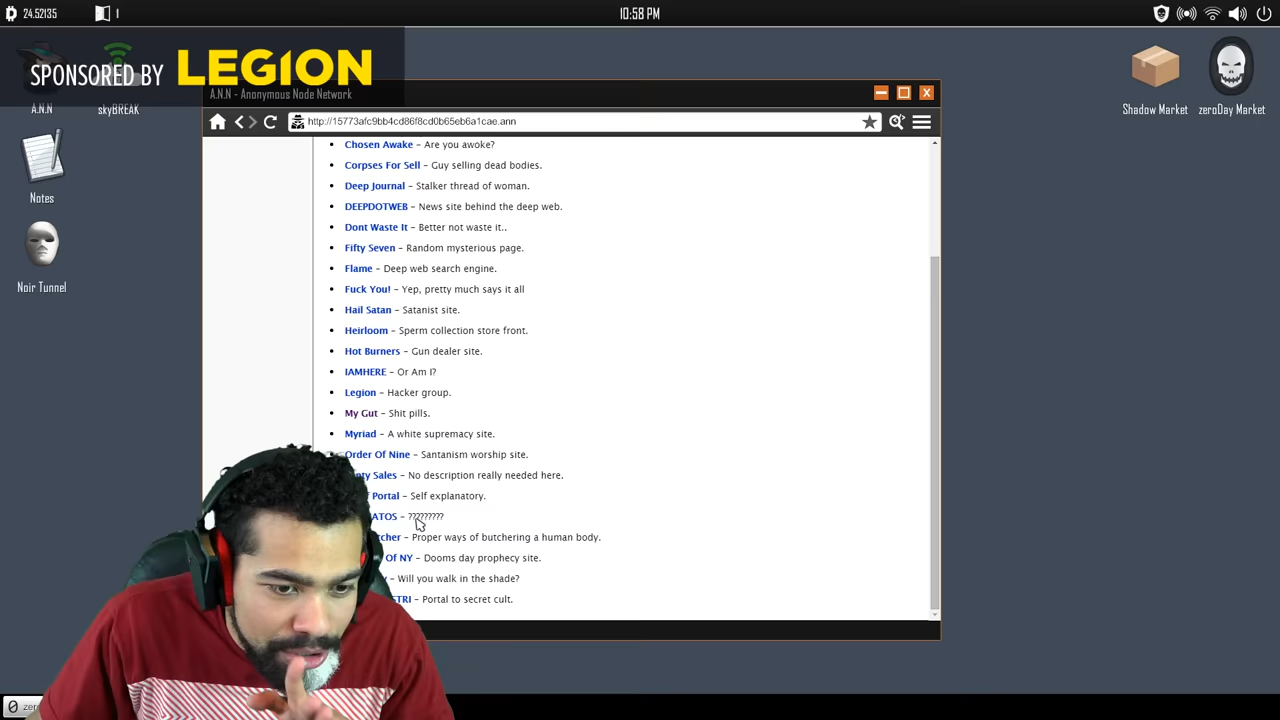 24.52135
1
10:58 PM
SPONSORED BY LEGION
A.N.N
skyBREAK
Notes
Noir Tunnel
Shadow Market
zeroDay Market
A.N.N - Anonymous Node Network
http://15773afc9bb4cd86f8cd0b65eb6a1cae.ann
Chosen Awake - Are you awoke?
Corpses For Sell - Guy selling dead bodies.
Deep Journal - Stalker thread of woman.
DEEPDOTWEB - News site behind the deep web.
Dont Waste It - Better not waste it..
Fifty Seven - Random mysterious page.
Flame - Deep web search engine.
Fuck You! - Yep, pretty much says it all
Hail Satan - Satanist site.
Heirloom - Sperm collection store front.
Hot Burners - Gun dealer site.
IAMHERE - Or Am I?
Legion - Hacker group.
My Gut - Shit pills.
Myriad - A white supremacy site.
Order Of Nine - Santanism worship site.
Sales - No description really needed here.
Portal - Self explanatory.
- ?????????
- Proper ways of butchering a human body.
Of NY - Dooms day prophecy site.
- Will you walk in the shade?
- Portal to secret cult.